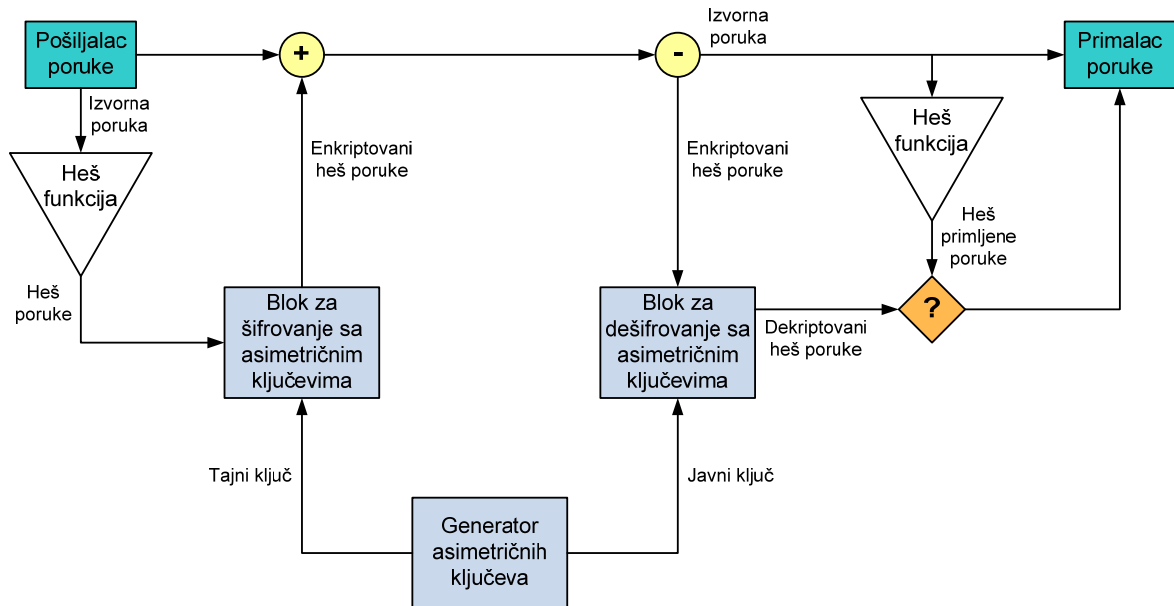 Pošiljalac
poruke
+
-
Izvorna
poruka
Primalac
poruke
Izvorna
poruka
Heš
funkcija
Enkriptovani
heš poruke
Enkriptovani
heš poruke
Heš
funkcija
Heš
primljene
poruke
Heš
poruke
Blok za
šifrovanje sa
asimetričnim
ključevima
Blok za
dešifrovanje sa
asimetričnim
ključevima
Dekriptovani
heš poruke
?
Tajni ključ
Javni ključ
Generator
asimetričnih
ključeva